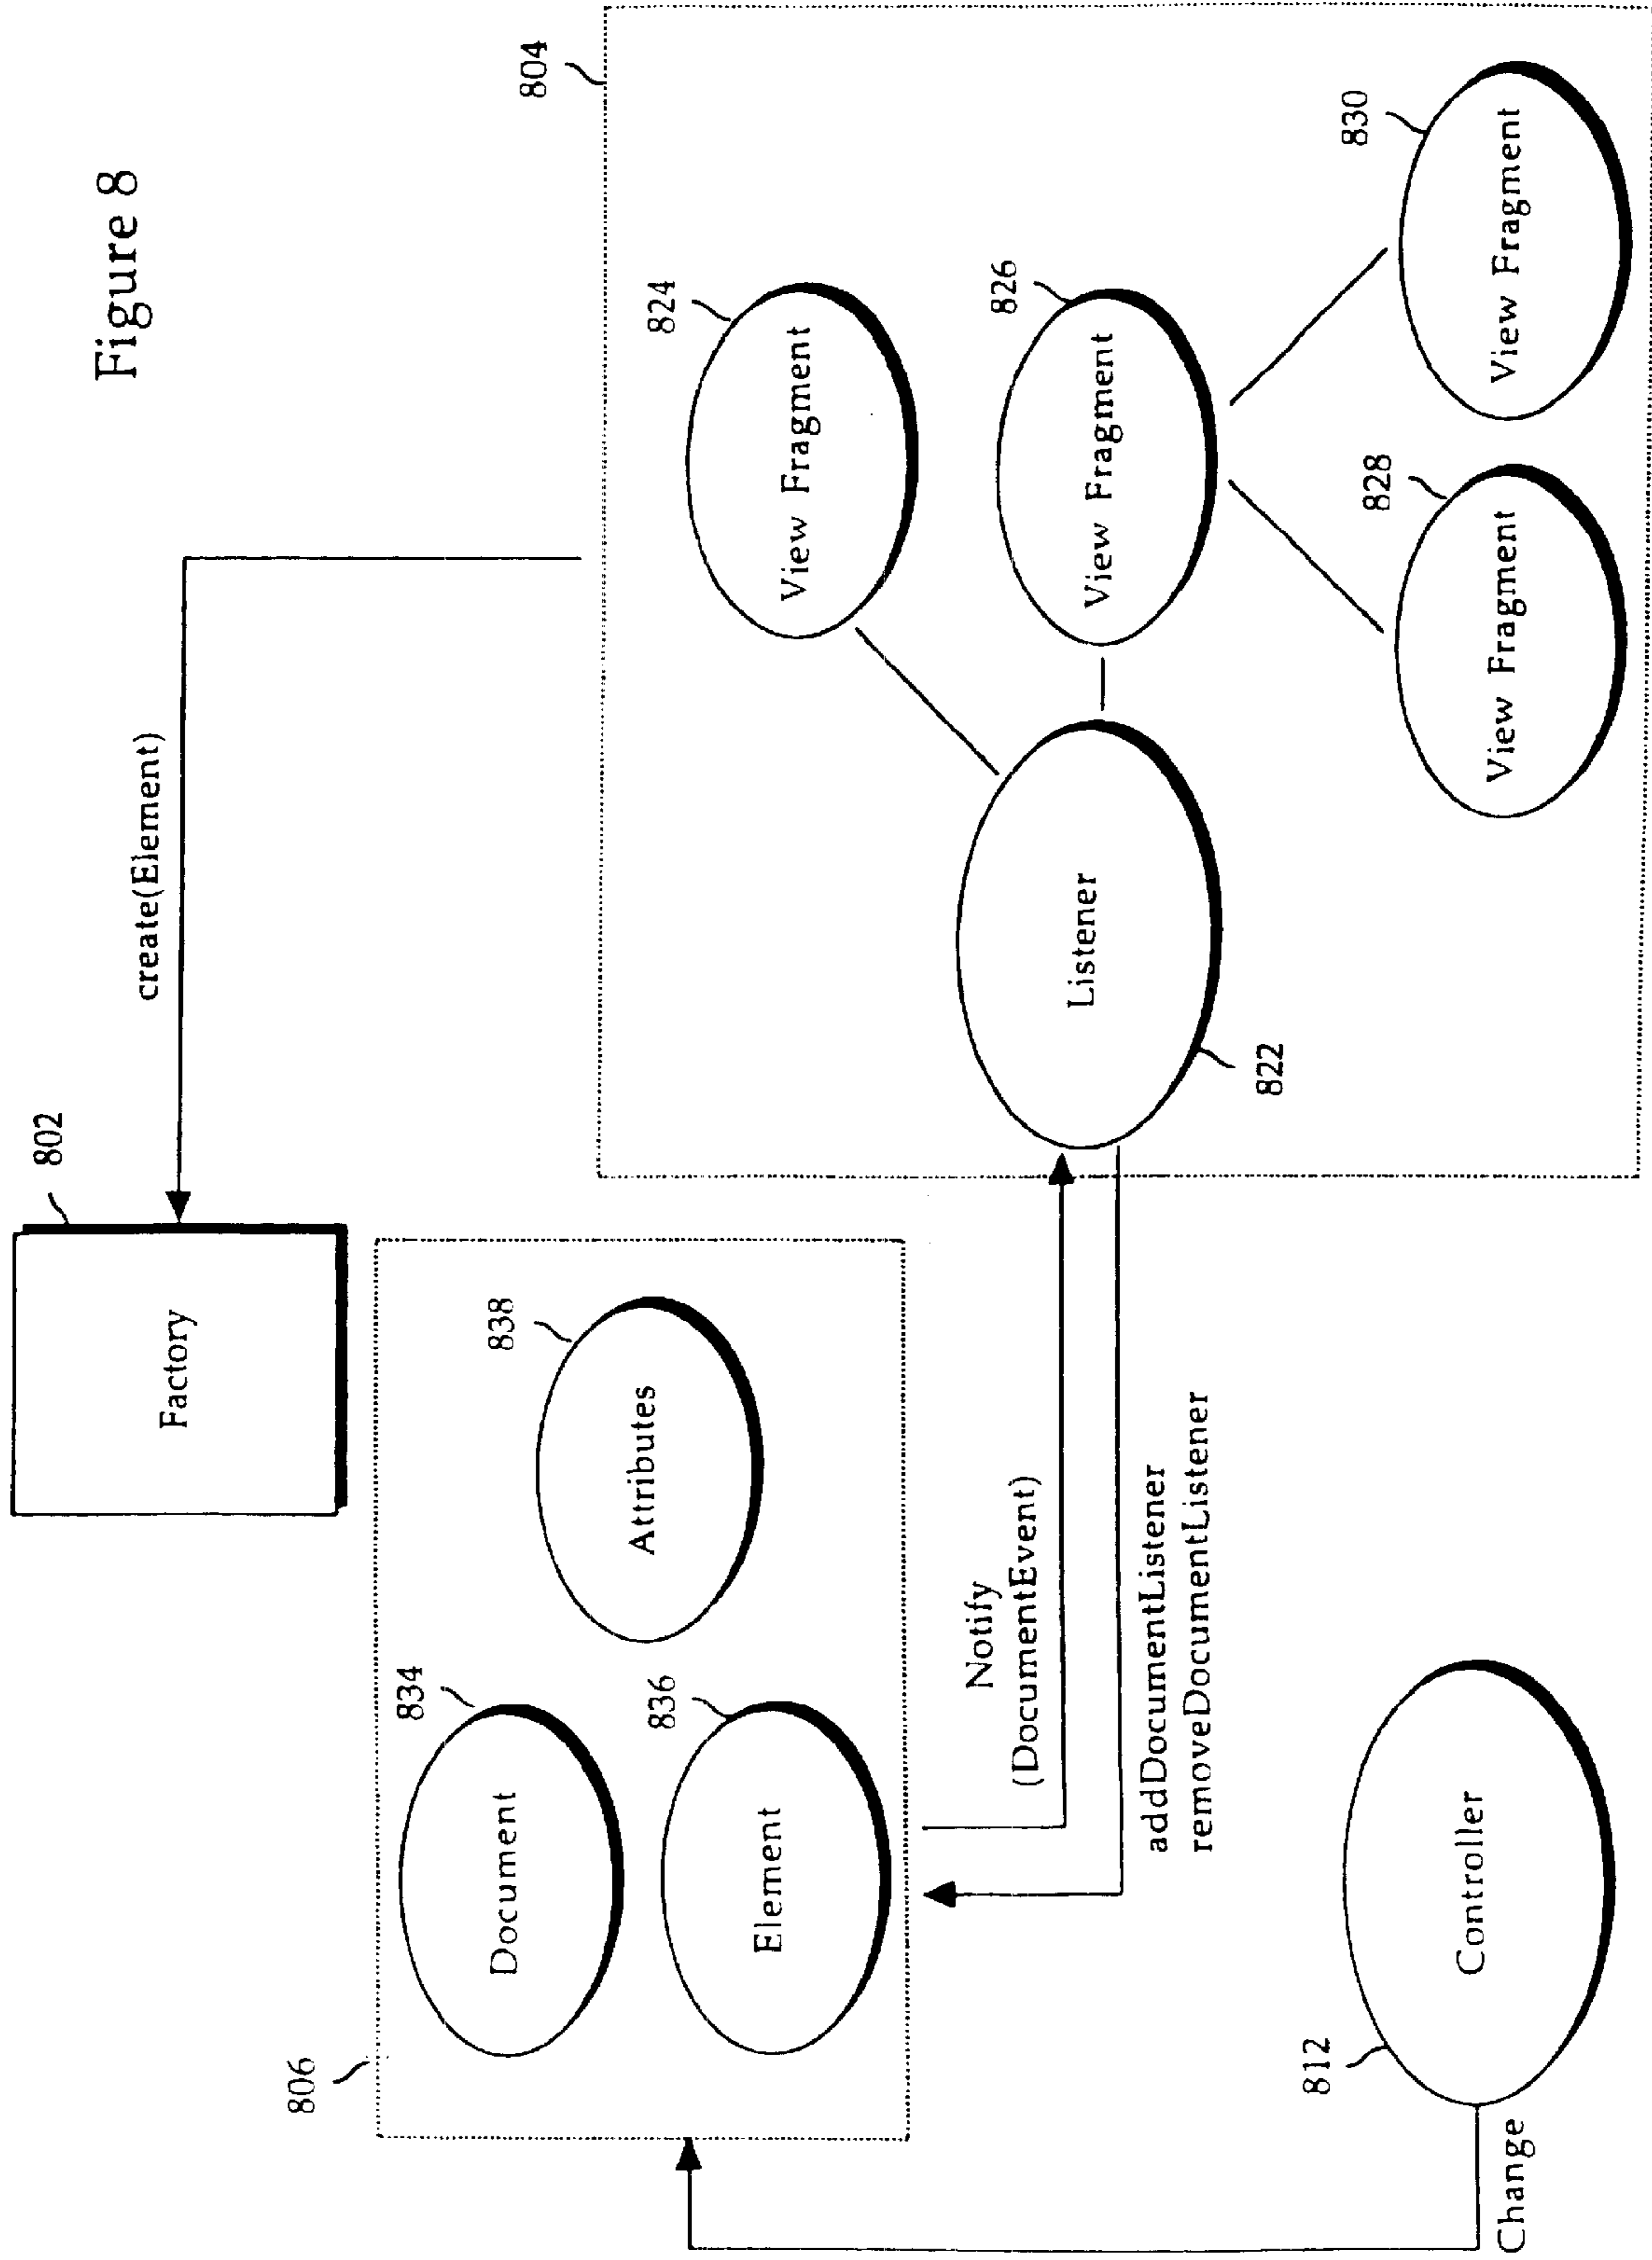 Figure 8
802
Factory
create(Element)
804
806
834
Document
838
Attributes
836
Element
824
View Fragment
826
View Fragment
Listener
822
Notify
(DocumentEvent)
addDocumentListener
removeDocumentListener
828
View Fragment
830
View Fragment
812
Controller
Change